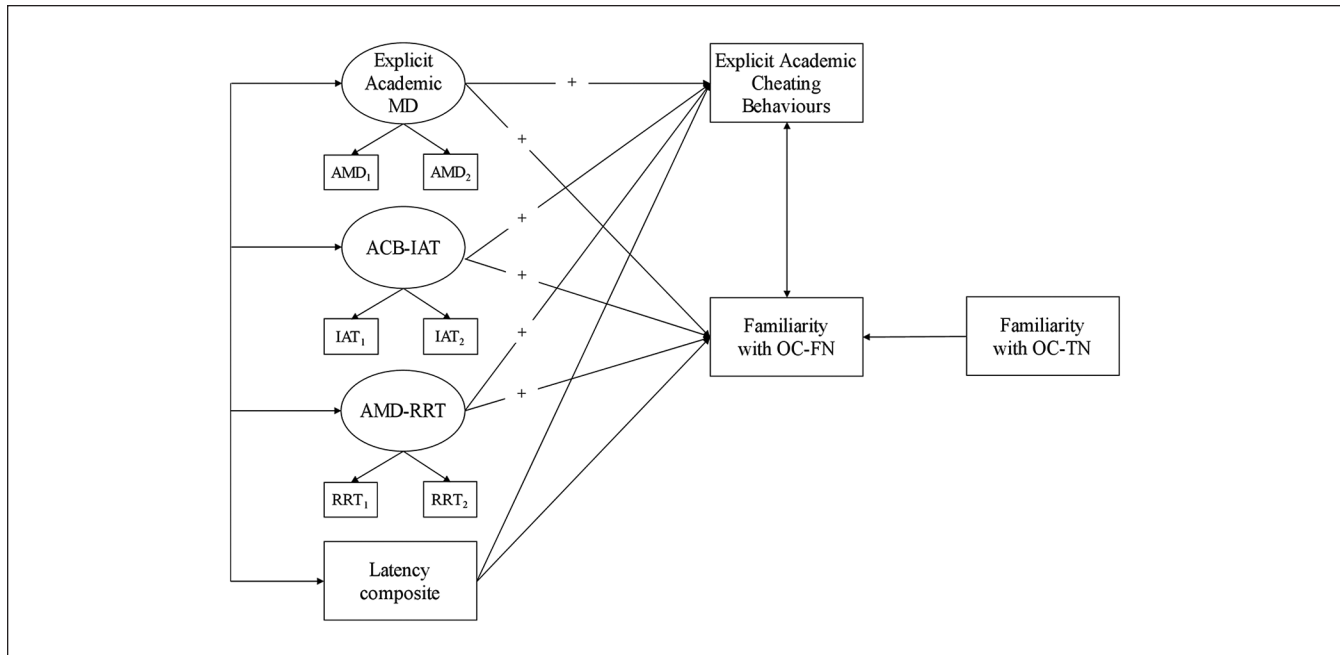 Explicit
Academic
MD
+
Explicit Academic
Cheating
Behaviours
+
AMD₁
AMD₂
+
ACB-IAT
+
IAT₁
IAT₂
+
Familiarity
with OC-FN
Familiarity
with OC-TN
AMD-RRT
+
RRT₁
RRT₂
Latency
composite